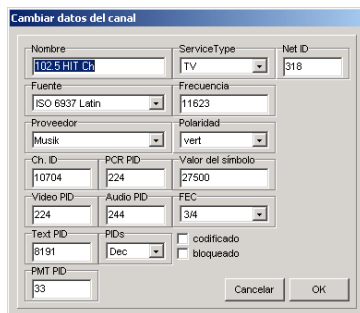 Cambiar datos del canal
Nombre ServiceType Net ID
102.5 HIT Ch TV 318
Fuente Frecuencia
ISO 6937 Latin 11623
Proveedor Polaridad
Musik vert
Ch. ID PCR PID Valor del símbolo
10704 224 27500
Video PID Audio PID FEC
224 244 3/4
Text PID PIDs codificado
8191 Dec bloqueado
PMT PID
33 Cancelar OK